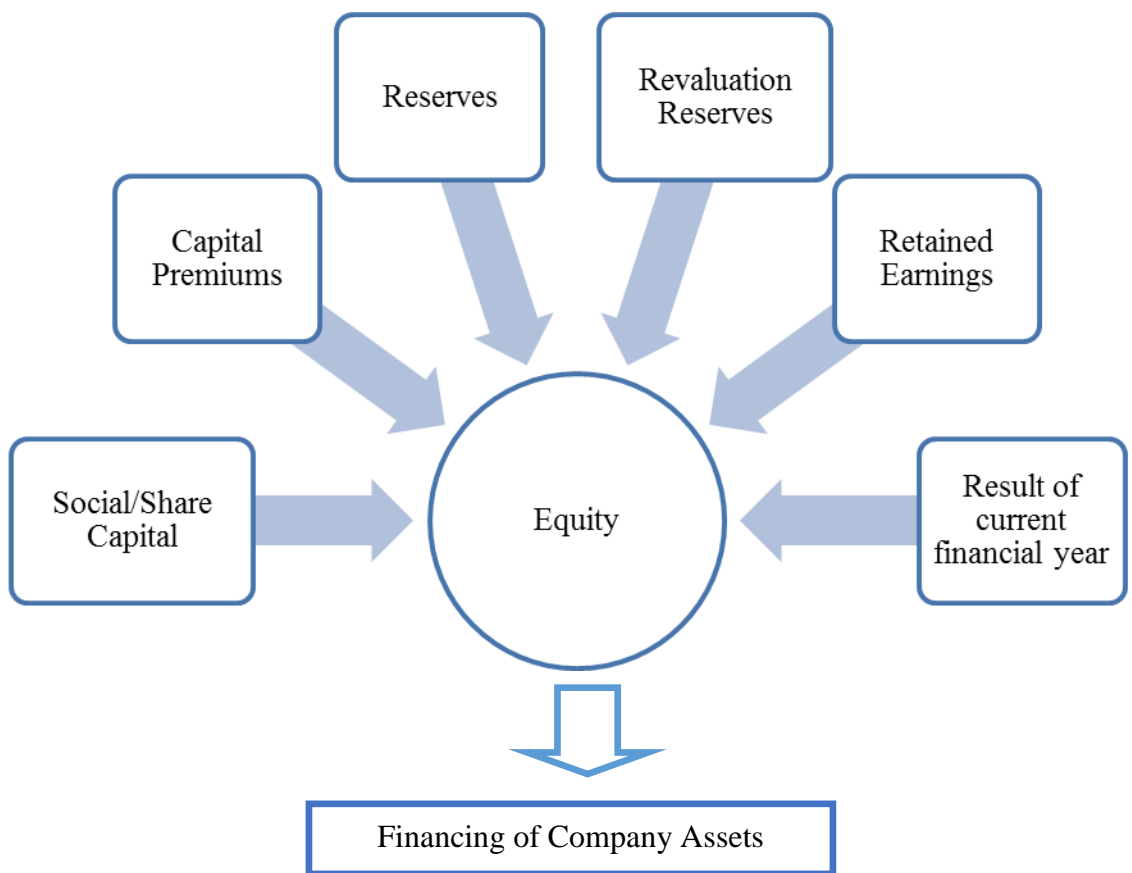 Reserves
Revaluation
Reserves
Capital
Premiums
Retained
Earnings
Social/Share
Capital
Equity
Result of
current
financial year
Financing of Company Assets